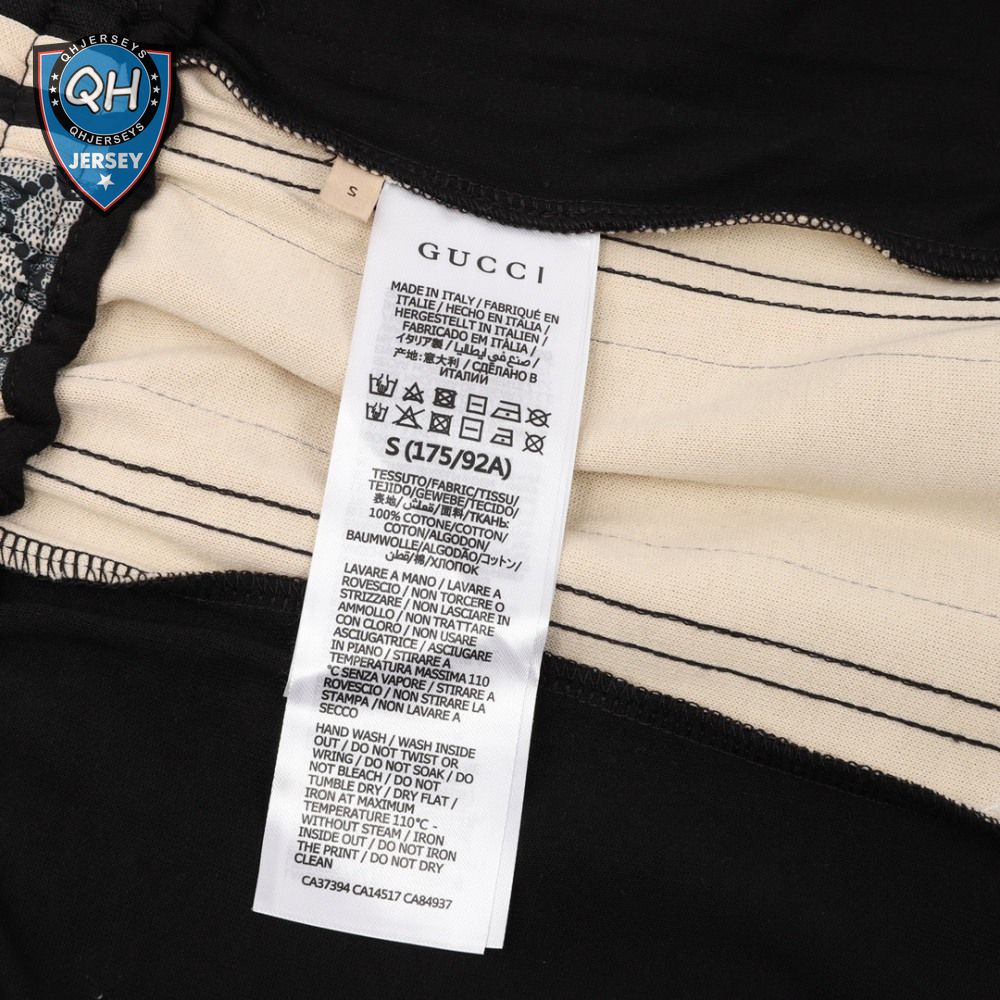 QHJERSEYS
QH
QHJERSEYS
JERSEY
S
GUCCI
MADE IN ITALY / FABRIQUÉ EN
ITALIE / HECHO EN ITALIA /
HERGESTELLT IN ITALIEN /
FABRICADO EM ITÁLIA /
イタリア製 / صنع في ايطاليا /
产地: 意大利 / СДЕЛАНО В
ИТАЛИИ
S (175/92A)
TESSUTO/FABRIC/TISSU/
TEJIDO/GEWEBE/TECIDO/
表地/قماش/面料/ТКАНЬ:
100% COTONE/COTTON/
COTON/ALGODON/
BAUMWOLLE/ALGODÃO/コットン/
قطن/棉/ХЛОПОК
LAVARE A MANO / LAVARE A
ROVESCIO / NON TORCERE O
STRIZZARE / NON LASCIARE IN
AMMOLLO / NON TRATTARE
CON CLORO / NON USARE
ASCIUGATRICE / ASCIUGARE
IN PIANO / STIRARE A
TEMPERATURA MASSIMA 110
°C SENZA VAPORE / STIRARE A
ROVESCIO / NON STIRARE LA
STAMPA /NON LAVARE A
SECCO
HAND WASH / WASH INSIDE
OUT / DO NOT TWIST OR
WRING / DO NOT SOAK / DO
NOT BLEACH / DO NOT
TUMBLE DRY / DRY FLAT /
IRON AT MAXIMUM
TEMPERATURE 110°C -
WITHOUT STEAM / IRON
INSIDE OUT / DO NOT IRON
THE PRINT / DO NOT DRY
CLEAN
CA37394 CA14517 CA84937